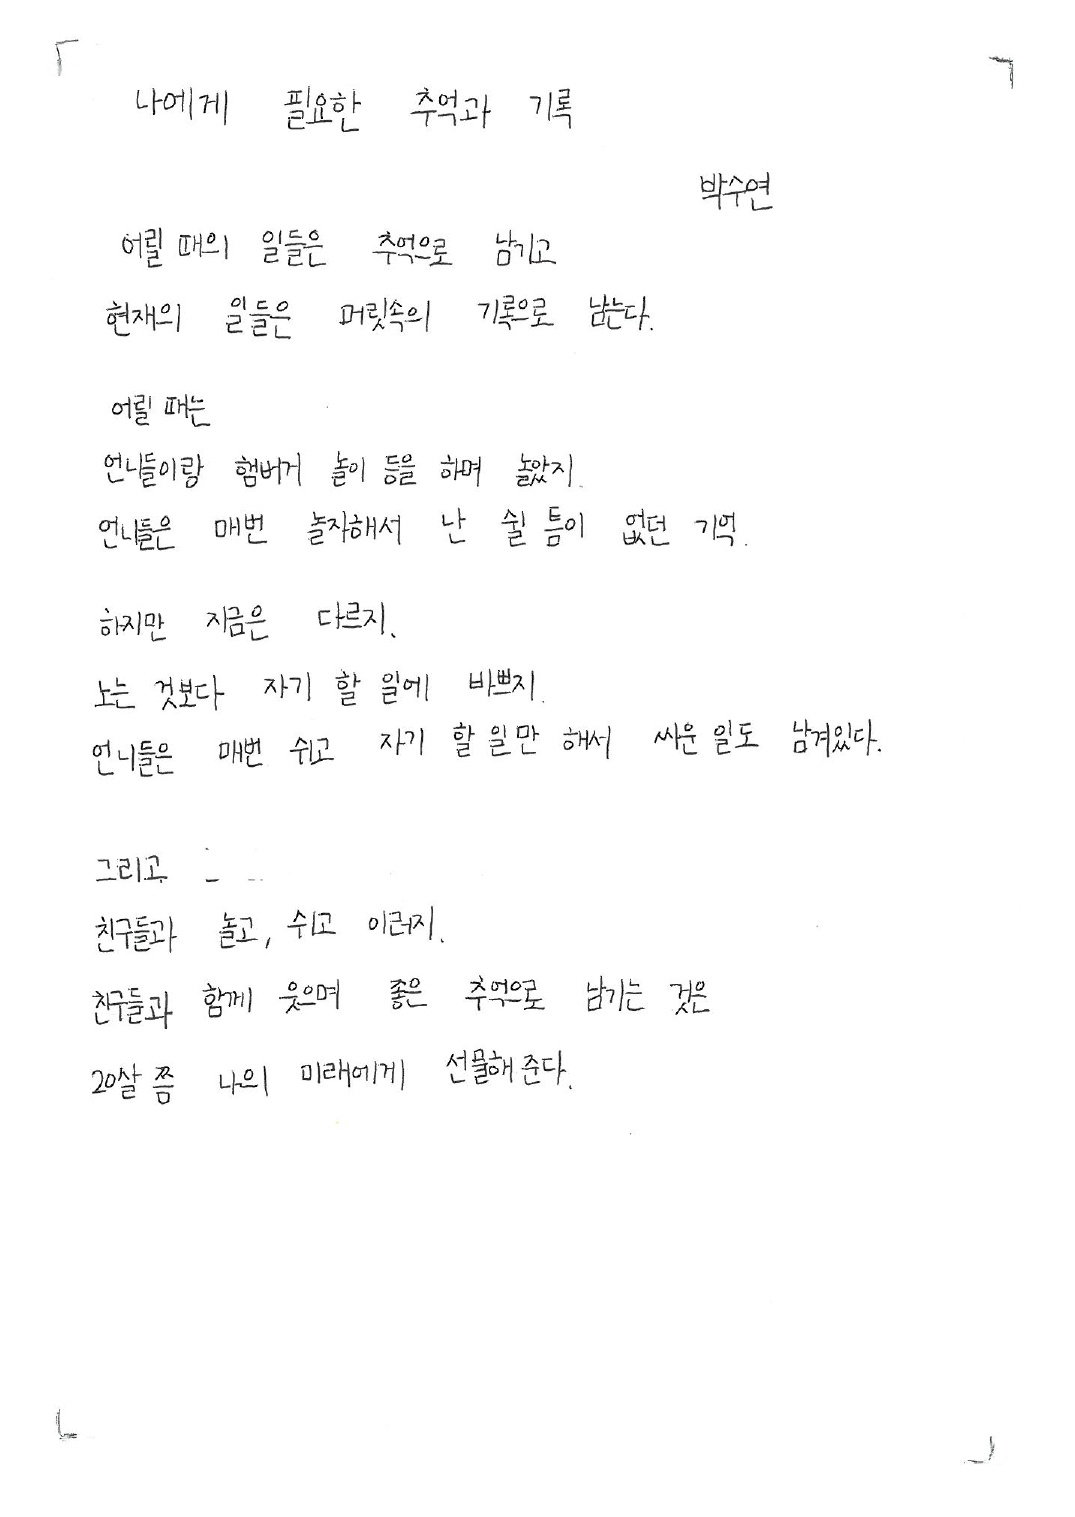 나에게 필요한 추억과 기록
박수연
어릴 때의 일들은 추억으로 남기고
현재의 일들은 머릿속의 기록으로 남는다.
어릴 때는
언니들이랑 햄버거 놀이 등을 하며 놀았지.
언니들은 매번 놀자해서 난 쉴 틈이 없던 기억.
하지만 지금은 다르지.
노는 것보다 자기 할 일에 바쁘지.
언니들은 매번 쉬고 자기 할 일만 해서 싸운 일도 남겨있다.
그리고
친구들과 놀고, 쉬고 이러지.
친구들과 함께 웃으며 좋은 추억으로 남기는 것은
20살 쯤 나의 미래에게 선물해 준다.